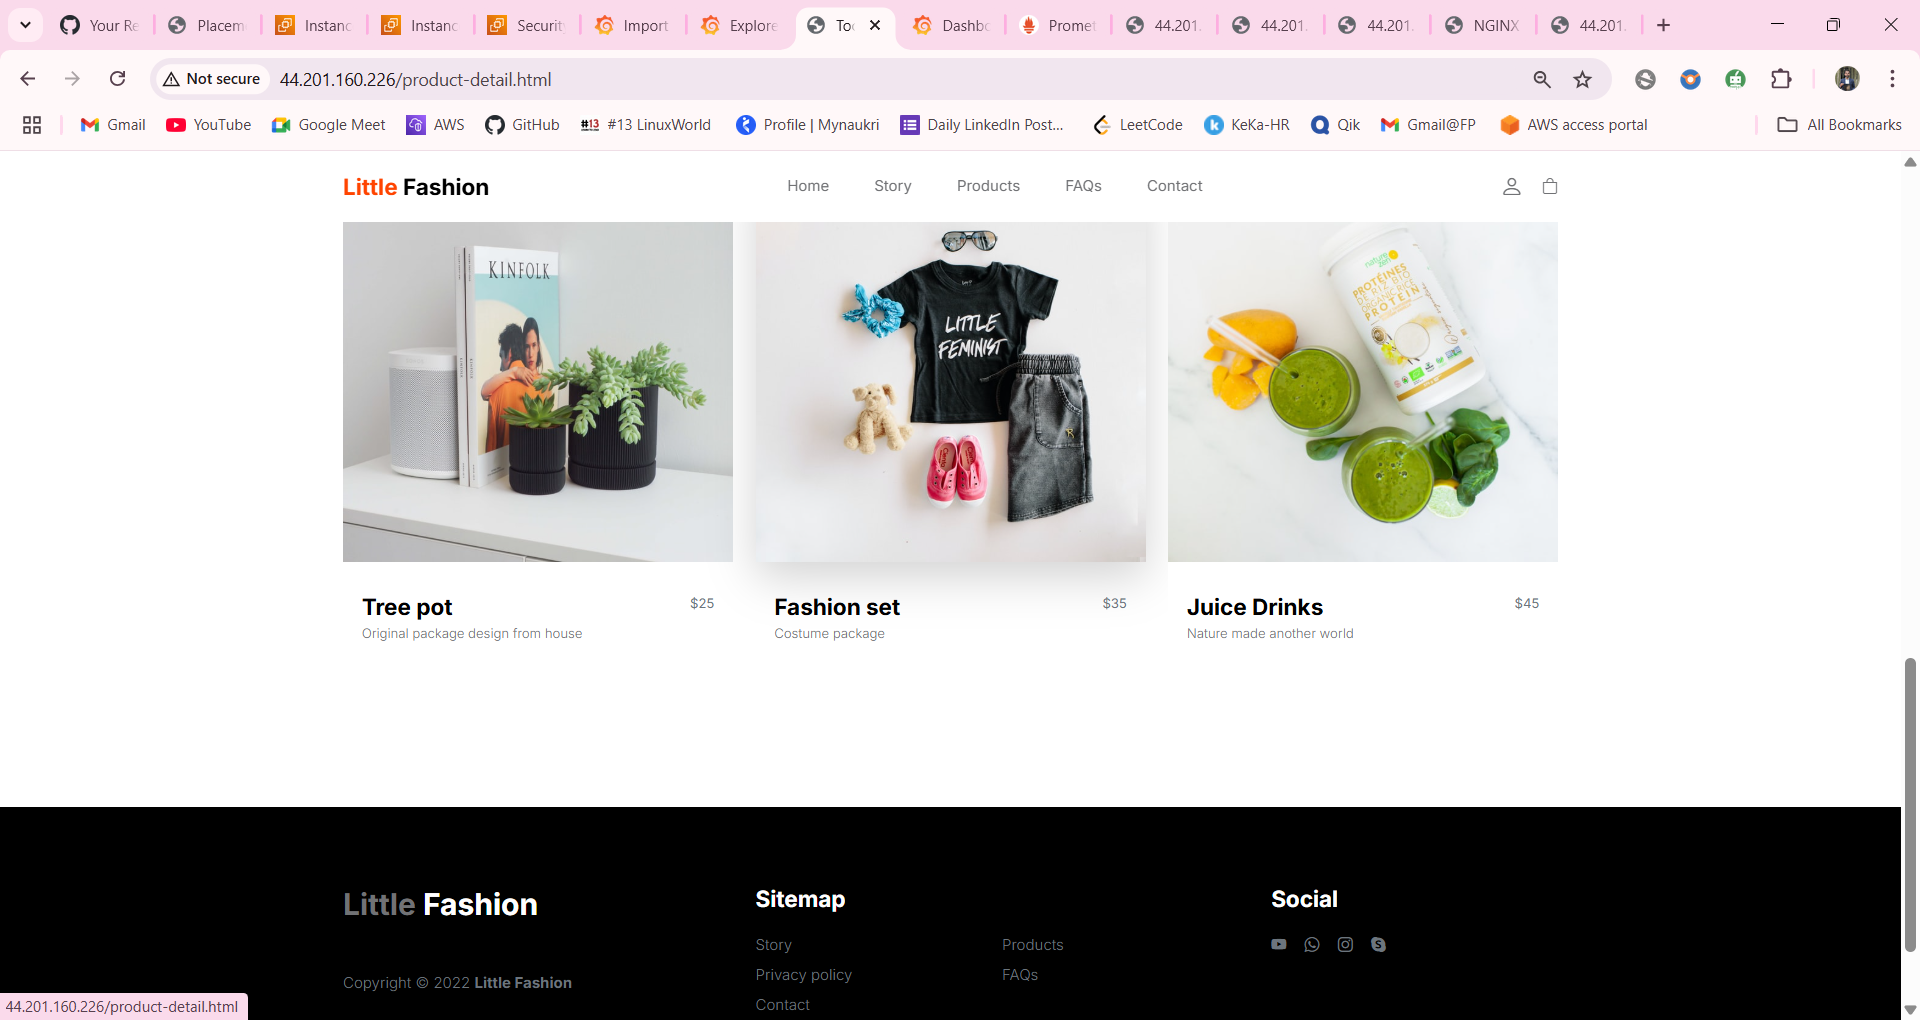 Your Re
Placem
Instanc
Instanc
Securit
Import
Explore
Too
Dashbo
Promet
44.201.
44.201.
44.201.
NGINX
44.201.
Not secure
44.201.160.226/product-detail.html
Gmail
YouTube
Google Meet
AWS
GitHub
#13 #13 LinuxWorld
Profile | Mynaukri
Daily LinkedIn Post...
LeetCode
KeKa-HR
Qik
Gmail@FP
AWS access portal
All Bookmarks
Little Fashion
Home
Story
Products
FAQs
Contact
KINFOLK
LITTLE
FEMINIST
nature
zen
PROTÉINES
DE RIZ BIO
ORGANIC RICE
PROTEIN
Tree pot
$25
Original package design from house
Fashion set
$35
Costume package
Juice Drinks
$45
Nature made another world
Little Fashion
Copyright © 2022 Little Fashion
Sitemap
Story
Products
Privacy policy
FAQs
Contact
Social
44.201.160.226/product-detail.html